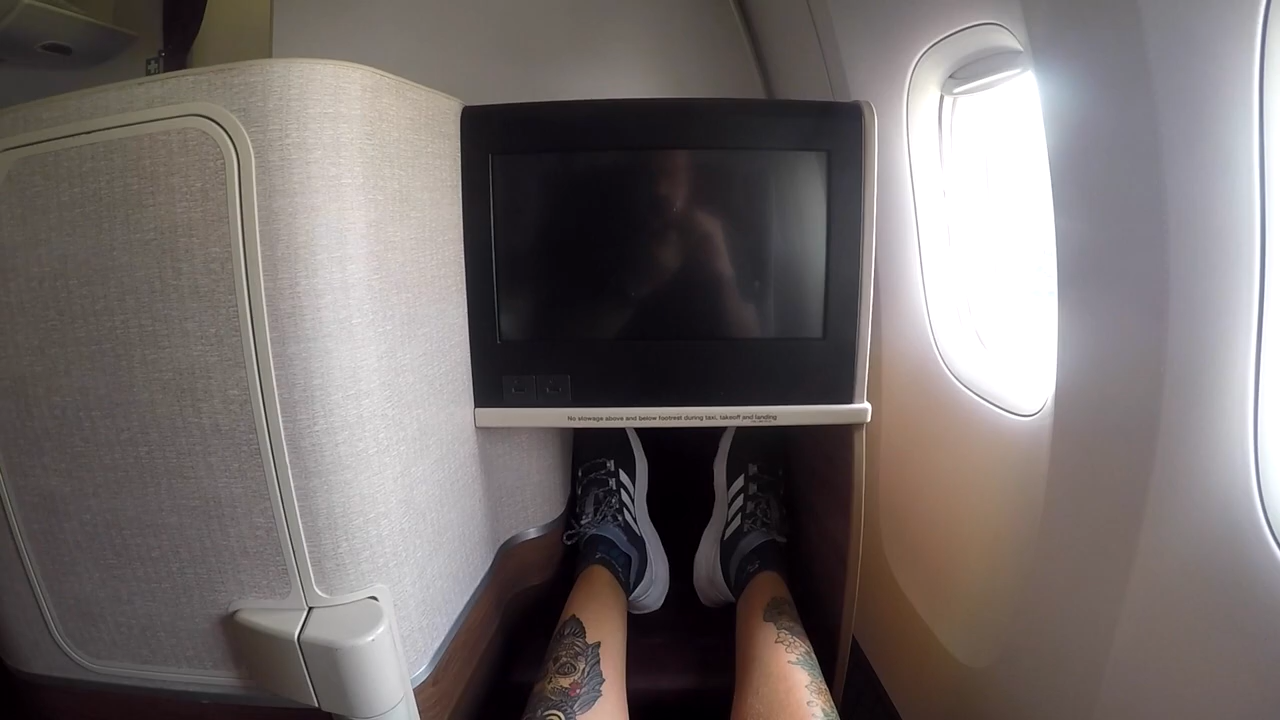 No stowage above and below footrest during taxi, takeoff and landing